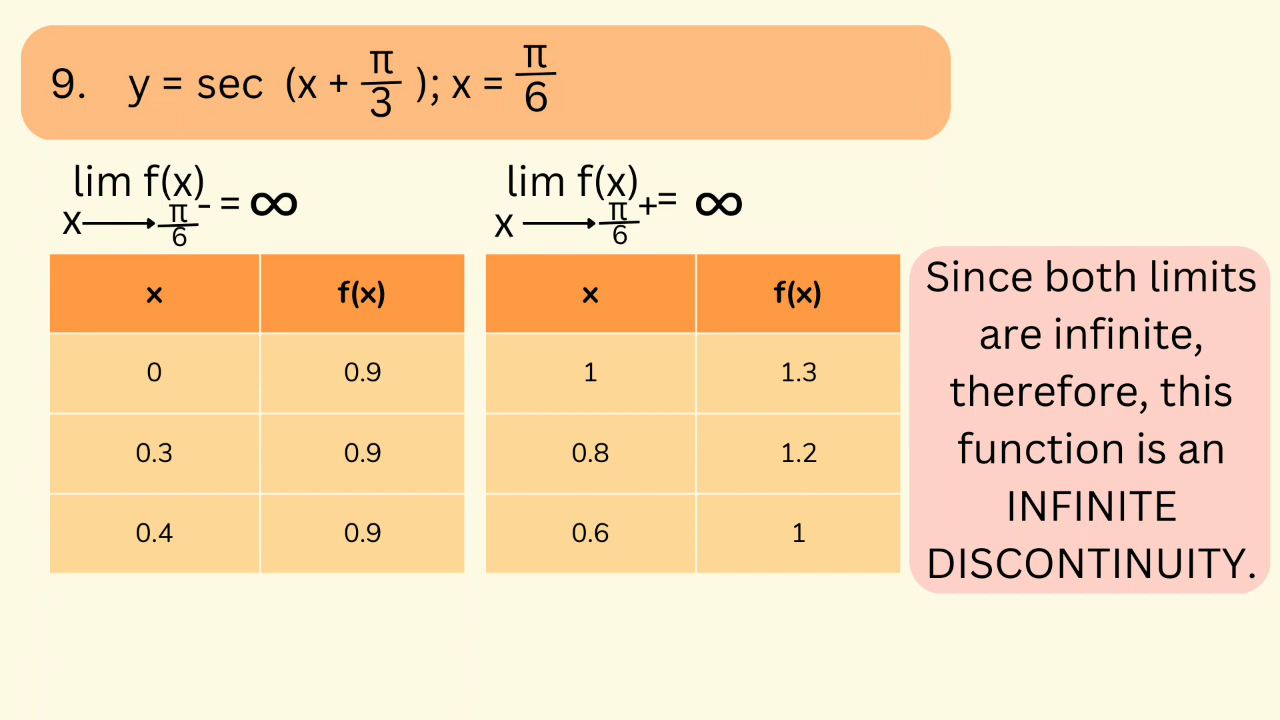 9. y = sec (x + π/3 ); x = π/6
lim f(x) = ∞
x⟶π/6⁻
lim f(x) = ∞
x⟶π/6⁺
x f(x)
0 0.9
0.3 0.9
0.4 0.9
x f(x)
1 1.3
0.8 1.2
0.6 1
Since both limits
are infinite,
therefore, this
function is an
INFINITE
DISCONTINUITY.